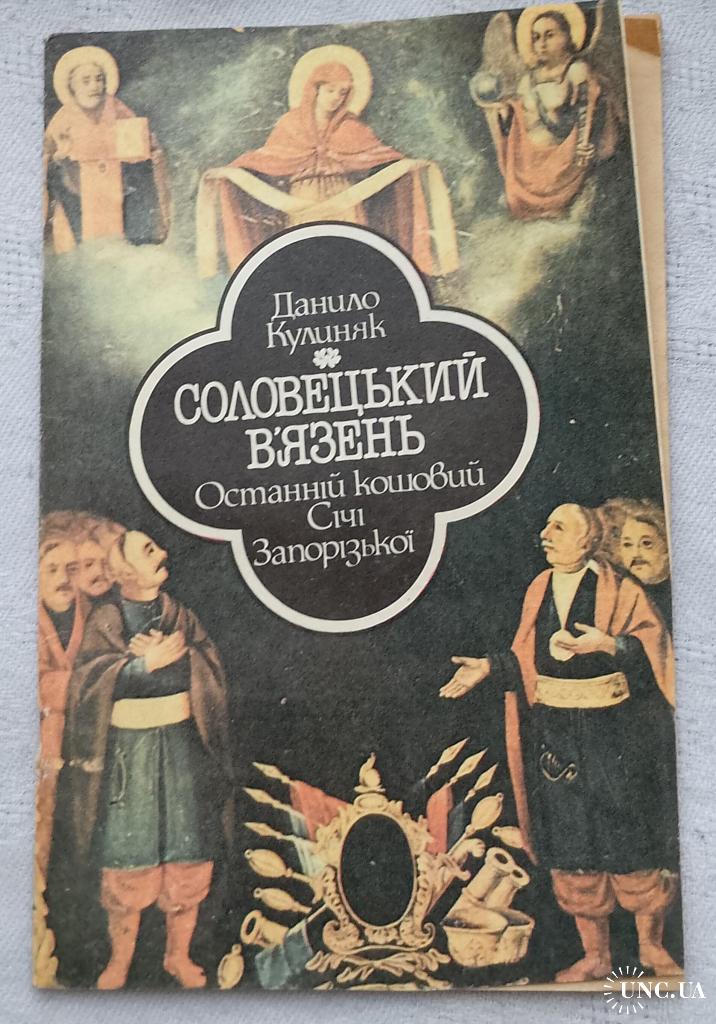 Данило
Кулиняк
СОЛОВЕЦЬКИЙ
В'ЯЗЕНЬ
Останній кошовий
Січі
Запорізької
UNC.UA